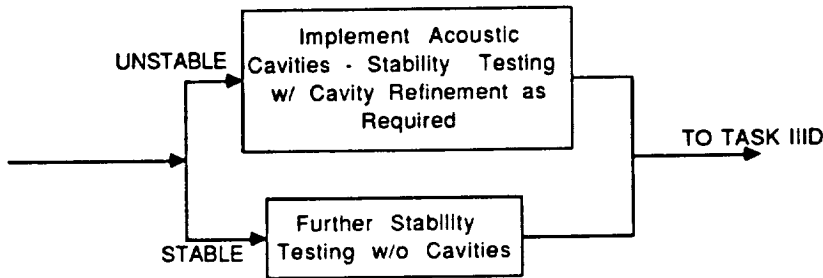 UNSTABLE
Implement Acoustic
Cavities - Stability Testing
w/ Cavity Refinement as
Required
TO TASK IIID
STABLE
Further Stability
Testing w/o Cavities